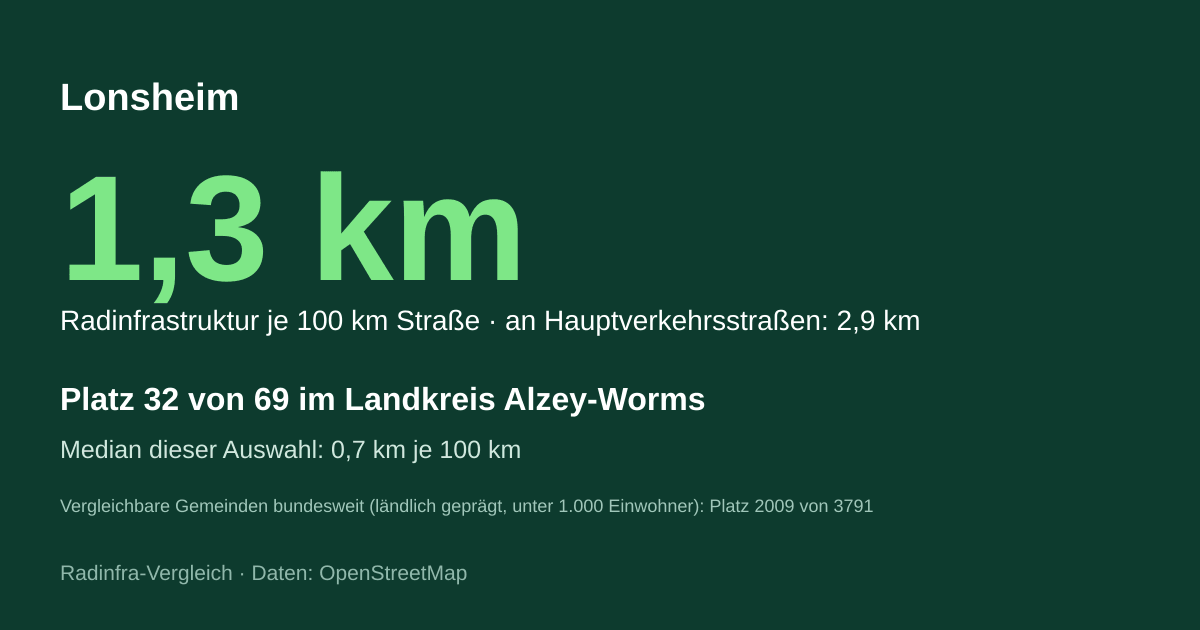 Lonsheim
1,3 km
Radinfrastruktur je 100 km Straße · an Hauptverkehrsstraßen: 2,9 km
Platz 32 von 69 im Landkreis Alzey-Worms
Median dieser Auswahl: 0,7 km je 100 km
Vergleichbare Gemeinden bundesweit (ländlich geprägt, unter 1.000 Einwohner): Platz 2009 von 3791
Radinfra-Vergleich · Daten: OpenStreetMap